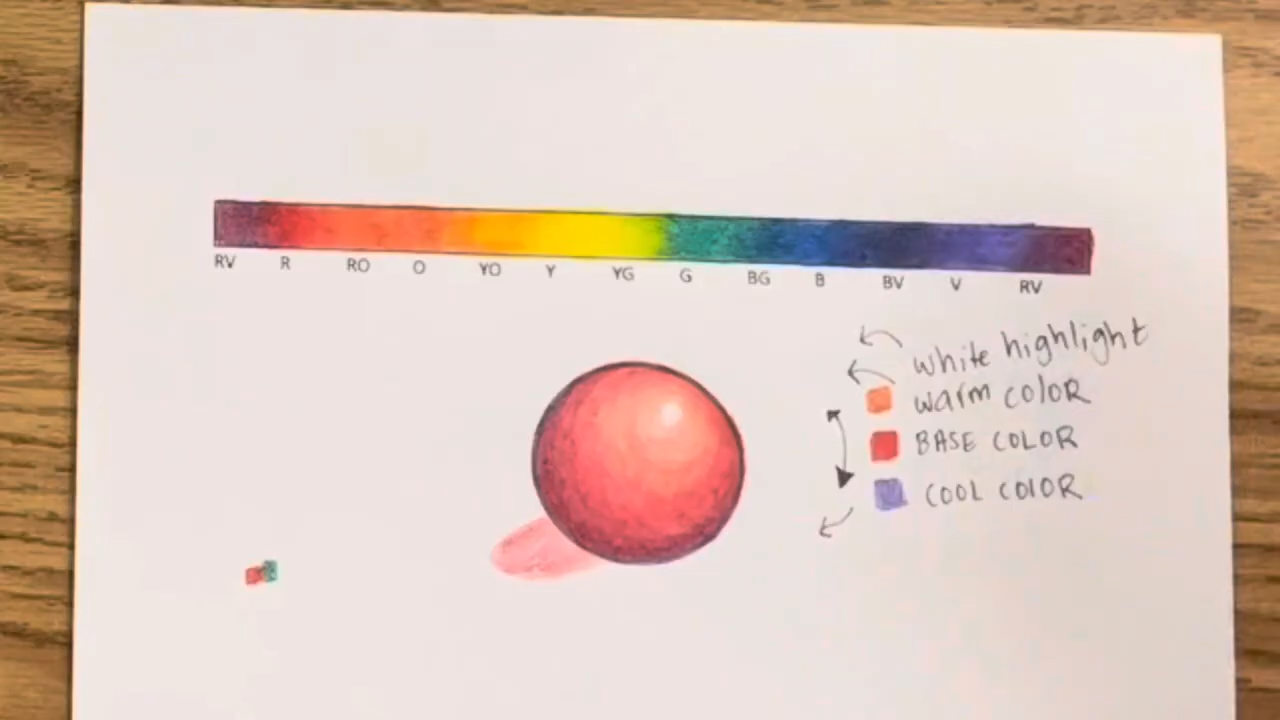 RV R RO O YO Y YG G BG B BV V RV
white highlight
warm color
BASE COLOR
COOL COLOR